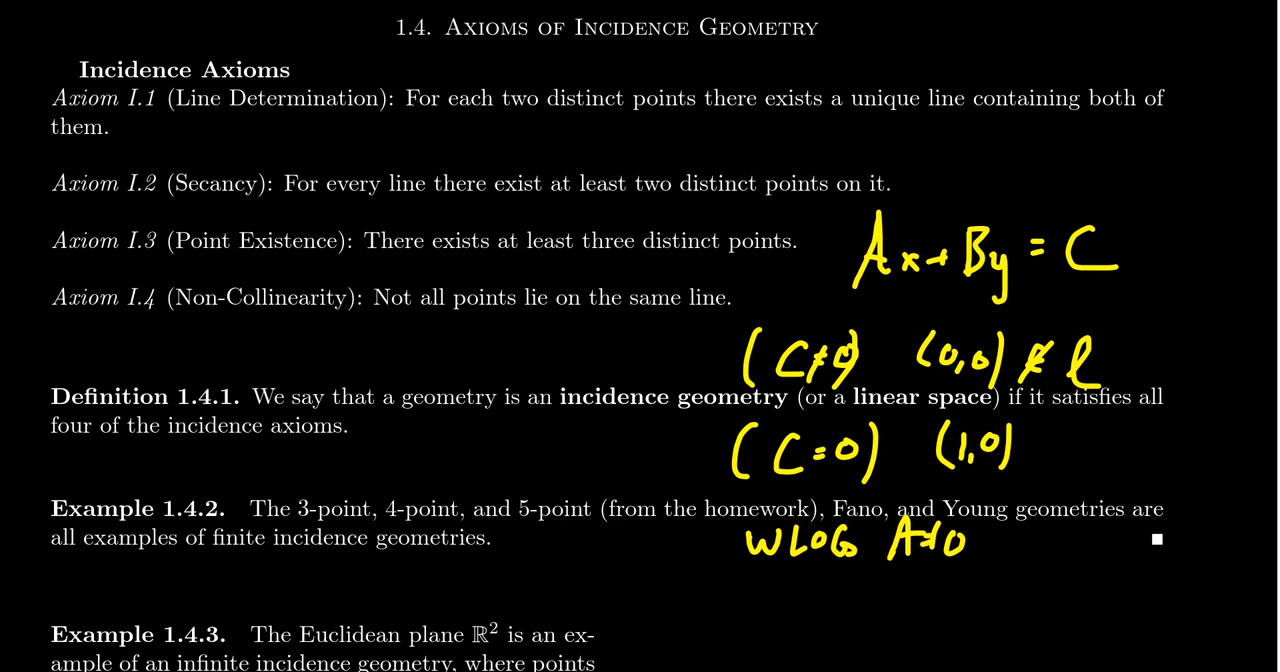 1.4. Axioms of Incidence Geometry
Incidence Axioms
Axiom I.1 (Line Determination): For each two distinct points there exists a unique line containing both of
them.
Axiom I.2 (Secancy): For every line there exist at least two distinct points on it.
Axiom I.3 (Point Existence): There exists at least three distinct points.
Ax+By = C
Axiom I.4 (Non-Collinearity): Not all points lie on the same line.
(C≠0) (0,0) ∉ ℓ
Definition 1.4.1. We say that a geometry is an incidence geometry (or a linear space) if it satisfies all
four of the incidence axioms.
(C=0) (1,0)
Example 1.4.2. The 3-point, 4-point, and 5-point (from the homework), Fano, and Young geometries are
all examples of finite incidence geometries. ■
WLOG A≠0
Example 1.4.3. The Euclidean plane ℝ² is an ex-
ample of an infinite incidence geometry, where points